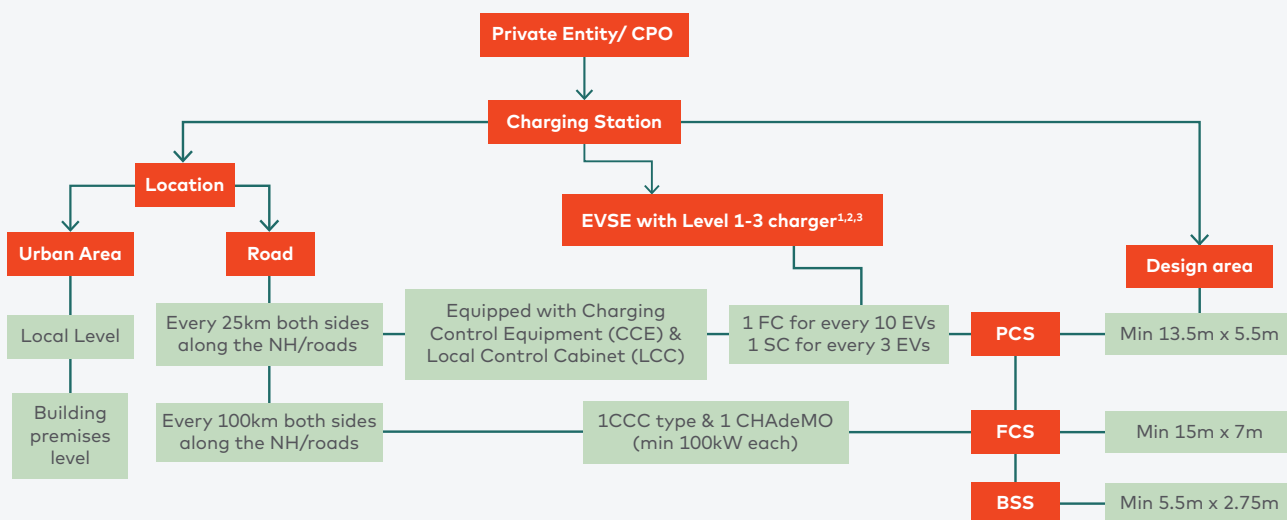 Private Entity/ CPO
Charging Station
Location
EVSE with Level 1-3 charger1,2,3
Urban Area
Road
Design area
Local Level
Every 25km both sides
along the NH/roads
Equipped with Charging
Control Equipment (CCE) &
Local Control Cabinet (LCC)
1 FC for every 10 EVs
1 SC for every 3 EVs
PCS
Min 13.5m x 5.5m
Building
premises
level
Every 100km both sides
along the NH/roads
1CCC type & 1 CHAdeMO
(min 100kW each)
FCS
Min 15m x 7m
BSS
Min 5.5m x 2.75m